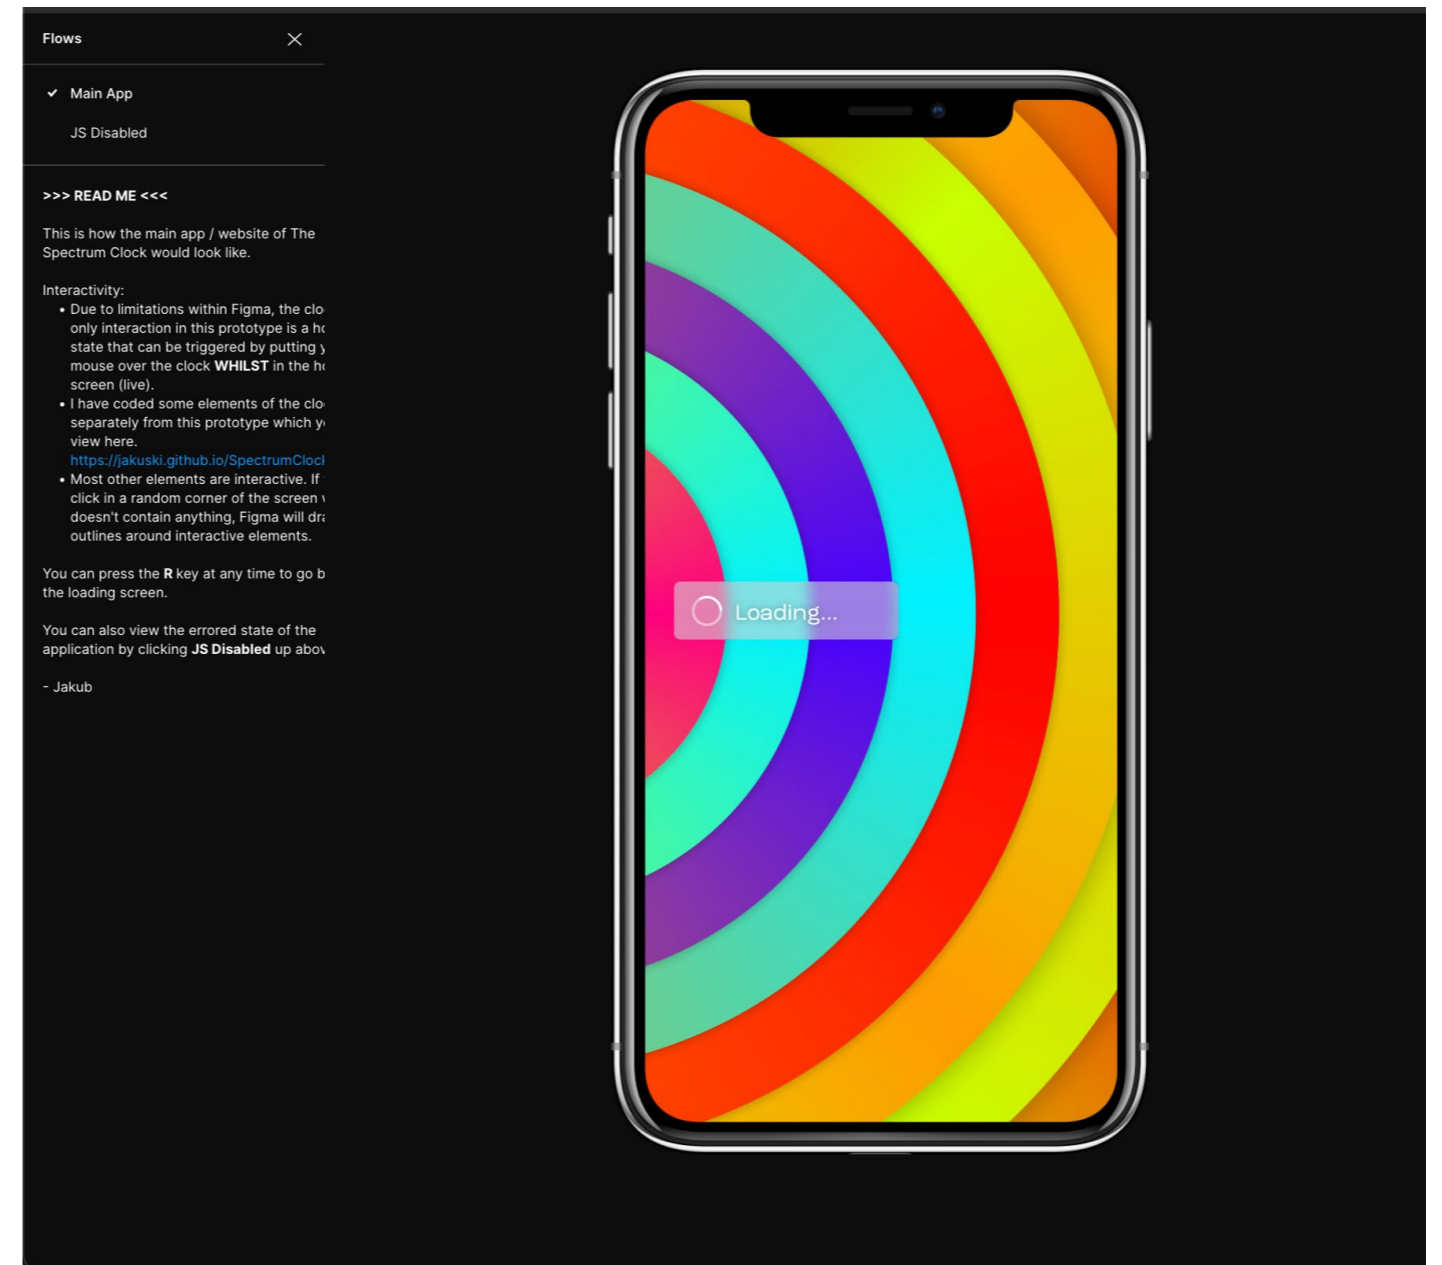 Flows
Main App
JS Disabled
>>> READ ME <<<
This is how the main app / website of The
Spectrum Clock would look like.
Interactivity:
• Due to limitations within Figma, the clo
only interaction in this prototype is a ho
state that can be triggered by putting y
mouse over the clock WHILST in the ho
screen (live).
• I have coded some elements of the clo
separately from this prototype which y
view here.
https://jakuski.github.io/SpectrumClock
• Most other elements are interactive. If
click in a random corner of the screen
doesn't contain anything, Figma will dra
outlines around interactive elements.
You can press the R key at any time to go b
the loading screen.
You can also view the errored state of the
application by clicking JS Disabled up abov
- Jakub
Loading...